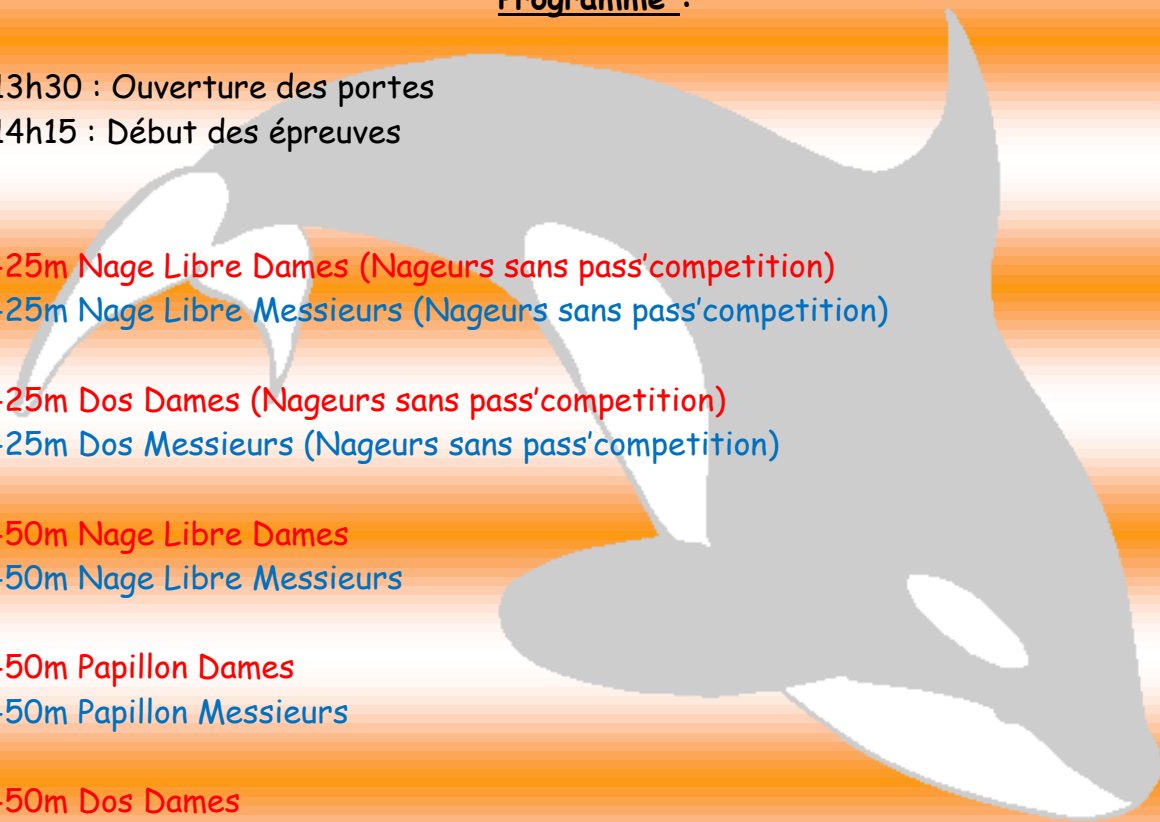 Programme :
13h30 : Ouverture des portes
14h15 : Début des épreuves
-25m Nage Libre Dames (Nageurs sans pass’competition)
-25m Nage Libre Messieurs (Nageurs sans pass’competition)
-25m Dos Dames (Nageurs sans pass’competition)
-25m Dos Messieurs (Nageurs sans pass’competition)
-50m Nage Libre Dames
-50m Nage Libre Messieurs
-50m Papillon Dames
-50m Papillon Messieurs
-50m Dos Dames